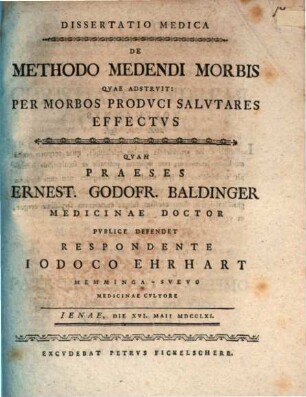 DISSERTATIO MEDICA
DE
METHODO MEDENDI MORBIS
QVAE ADSTRVIT:
PER MORBOS PRODVCI SALVTARES
EFFECTVS
QVAM
PRAESES
ERNEST. GODOFR. BALDINGER
MEDICINAE DOCTOR
PVBLICE DEFENDET
RESPONDENTE
IODOCO EHRHART
MEMMINGA-SVEVO
MEDICINAE CVLTORE
IENAE, DIE XVI. MAII MDCCLXI.
EXCVDEBAT PETRVS FICKELSCHERR.